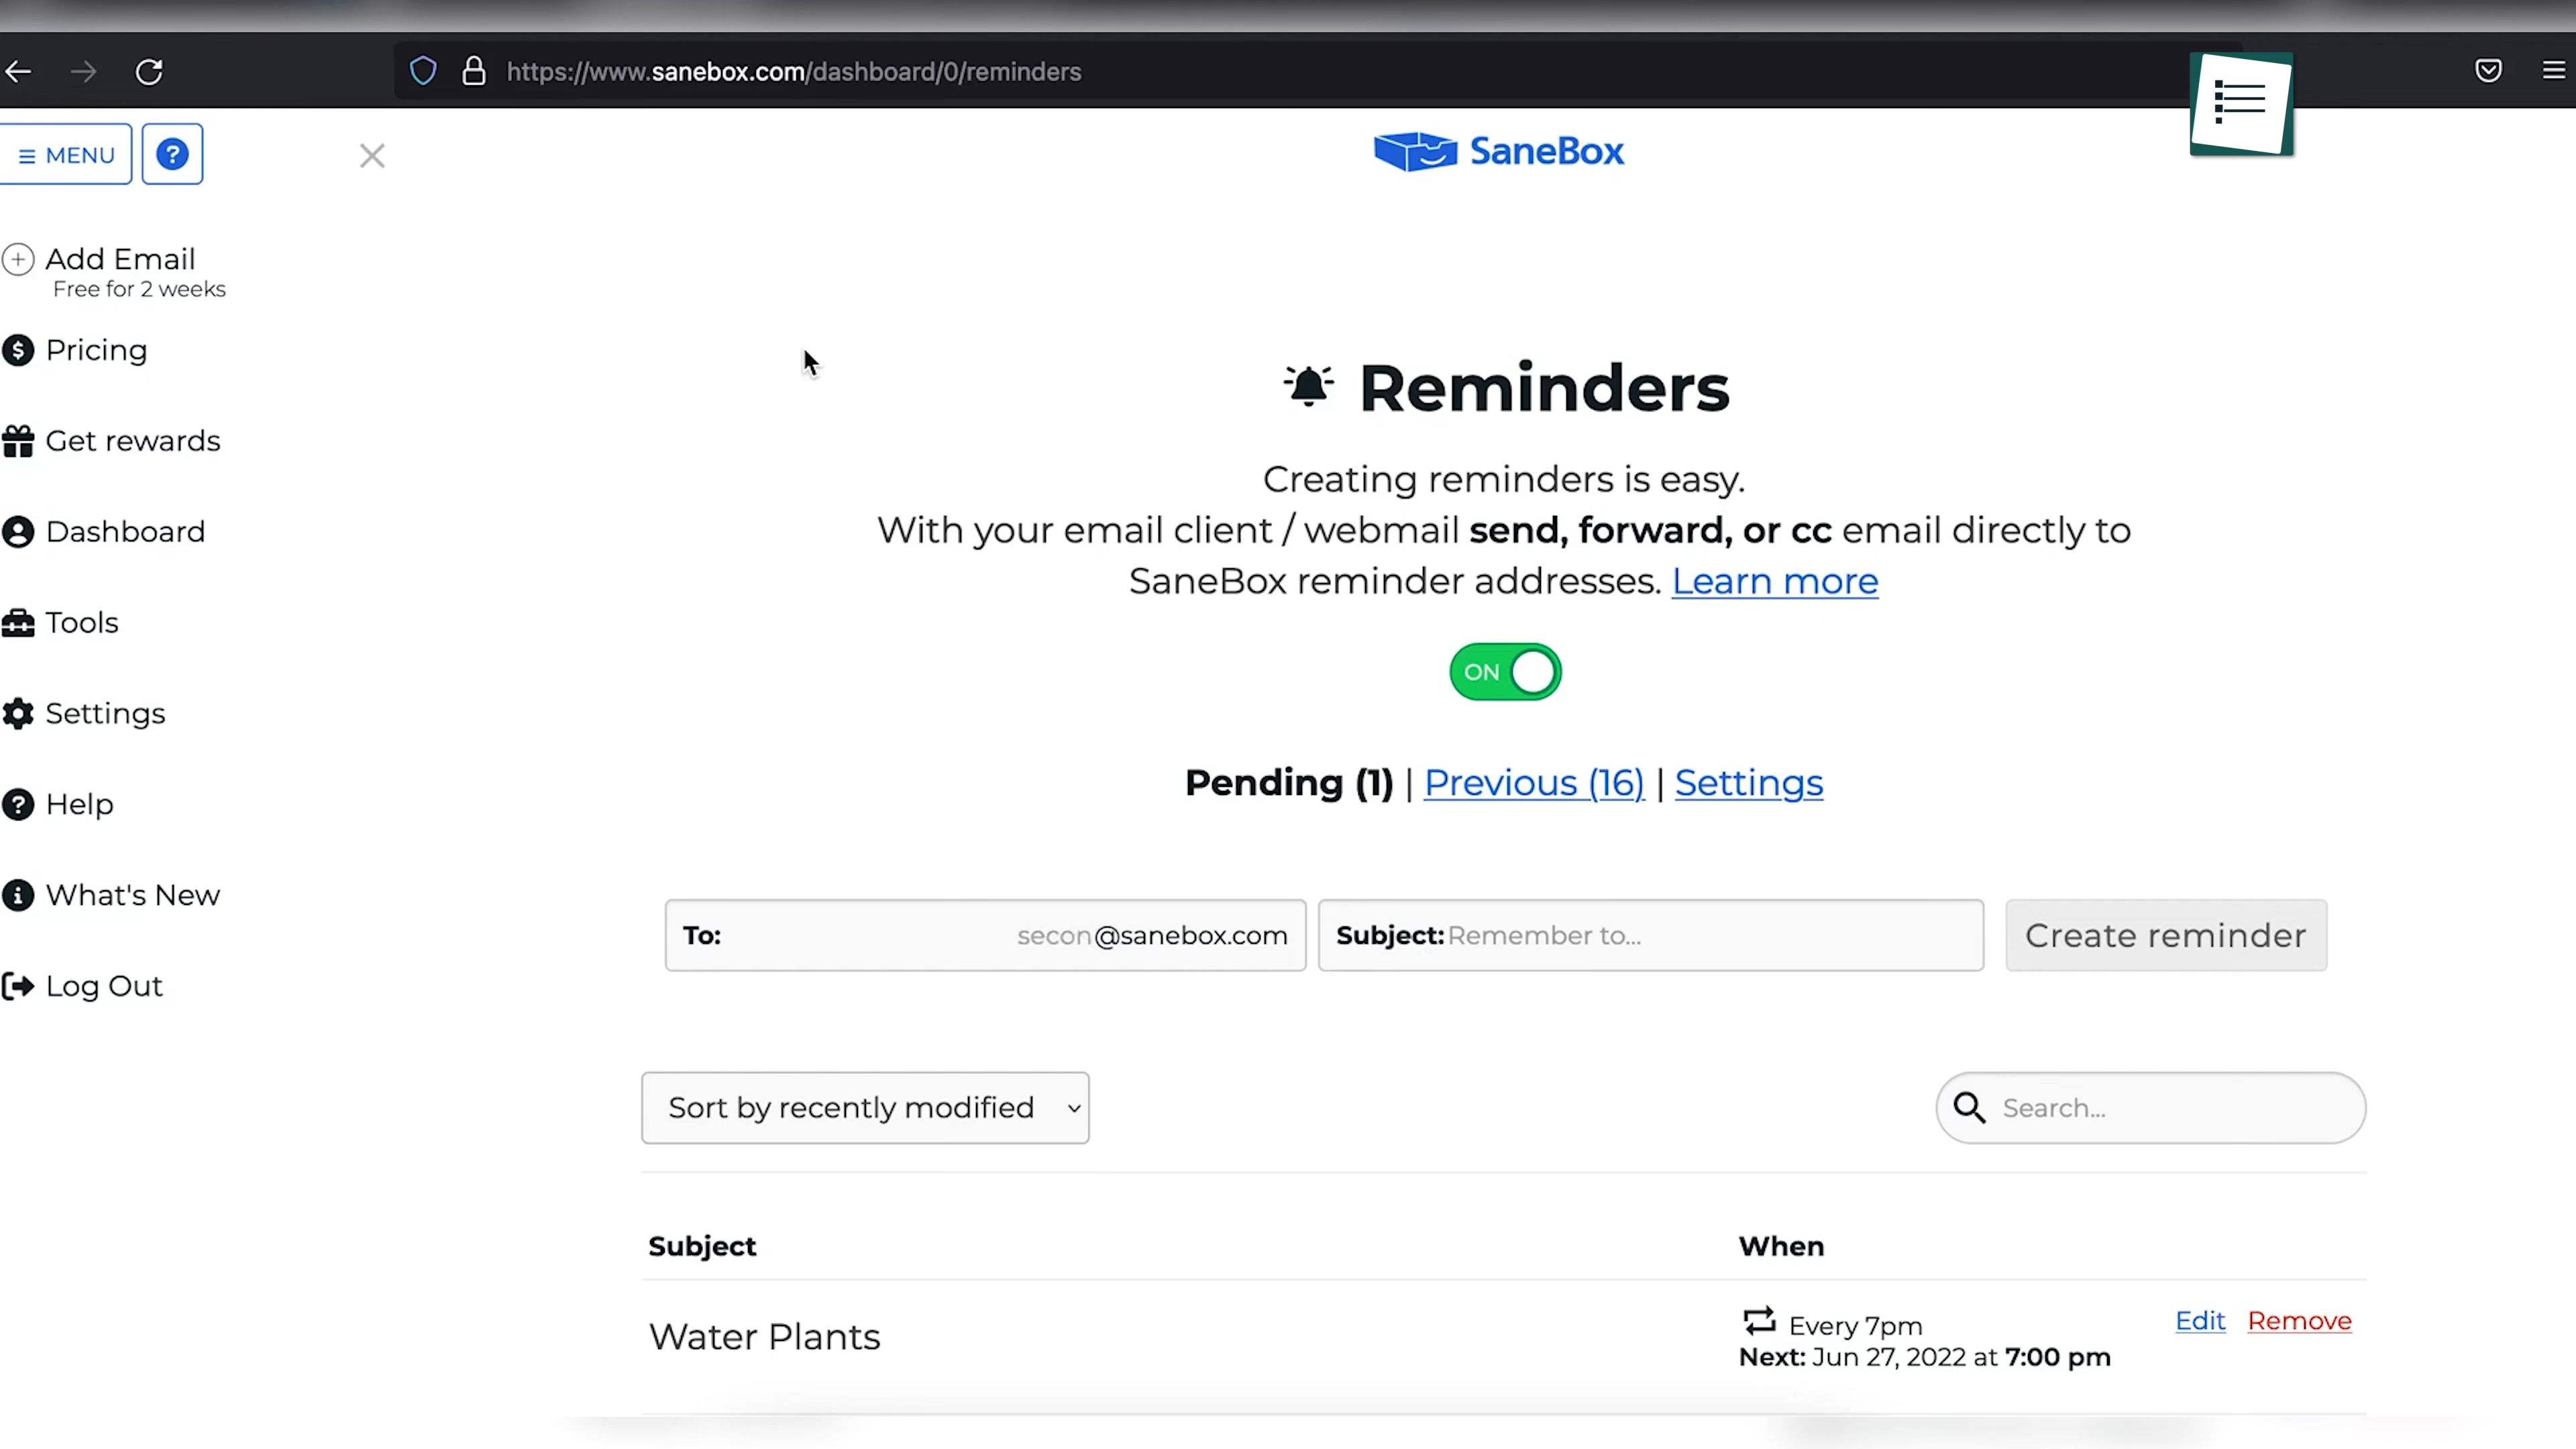 https://www.sanebox.com/dashboard/0/reminders
MENU
?
SaneBox
Add Email
Free for 2 weeks
Pricing
Get rewards
Dashboard
Tools
Settings
Help
What's New
Log Out
Reminders
Creating reminders is easy.
With your email client / webmail send, forward, or cc email directly to
SaneBox reminder addresses. Learn more
ON
Pending (1) | Previous (16) | Settings
To: secon@sanebox.com
Subject: Remember to...
Create reminder
Sort by recently modified
Search...
Subject When
Water Plants
Every 7pm
Next: Jun 27, 2022 at 7:00 pm
Edit Remove